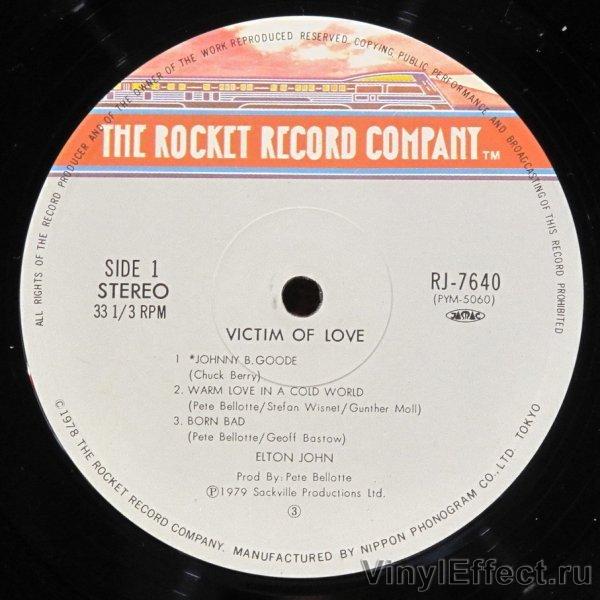 ALL RIGHTS OF THE RECORD PRODUCER AND OF THE OWNER OF THE WORK REPRODUCED RESERVED. COPYING, PUBLIC PERFORMANCE AND BROADCASTING OF THIS RECORD PROHIBITED
THE ROCKET RECORD COMPANY TM
SIDE 1
STEREO
33 1/3 RPM
RJ-7640
(PYM-5060)
JASRAC
VICTIM OF LOVE
1 *JOHNNY B. GOODE
(Chuck Berry)
2. WARM LOVE IN A COLD WORLD
(Pete Bellotte/Stefan Wisnet/Gunther Moll)
3. BORN BAD
(Pete Bellotte/Geoff Bastow)
ELTON JOHN
Prod By: Pete Bellotte
Ⓟ1979 Sackville Productions Ltd.
③
©1978 THE ROCKET RECORD COMPANY. MANUFACTURED BY NIPPON PHONOGRAM CO., LTD. TOKYO
VinylEffect.ru